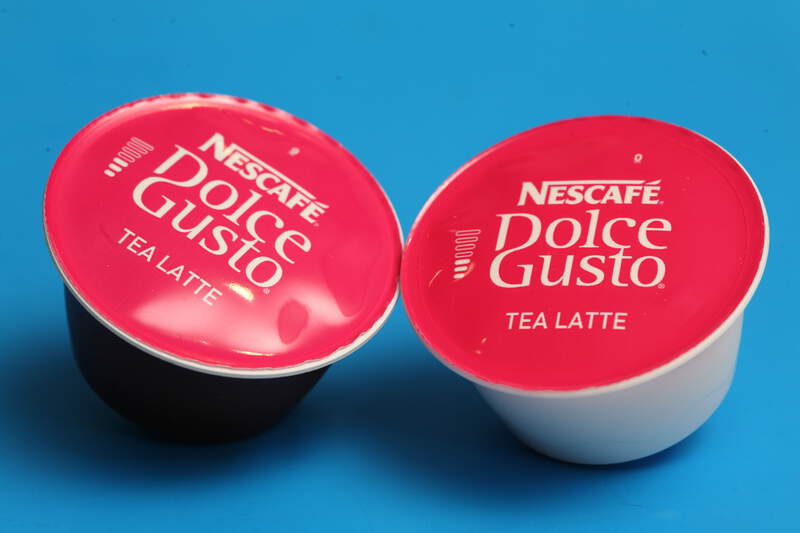 NESCAFÉ
Dolce
Gusto
TEA LATTE
NESCAFÉ
Dolce
Gusto
TEA LATTE